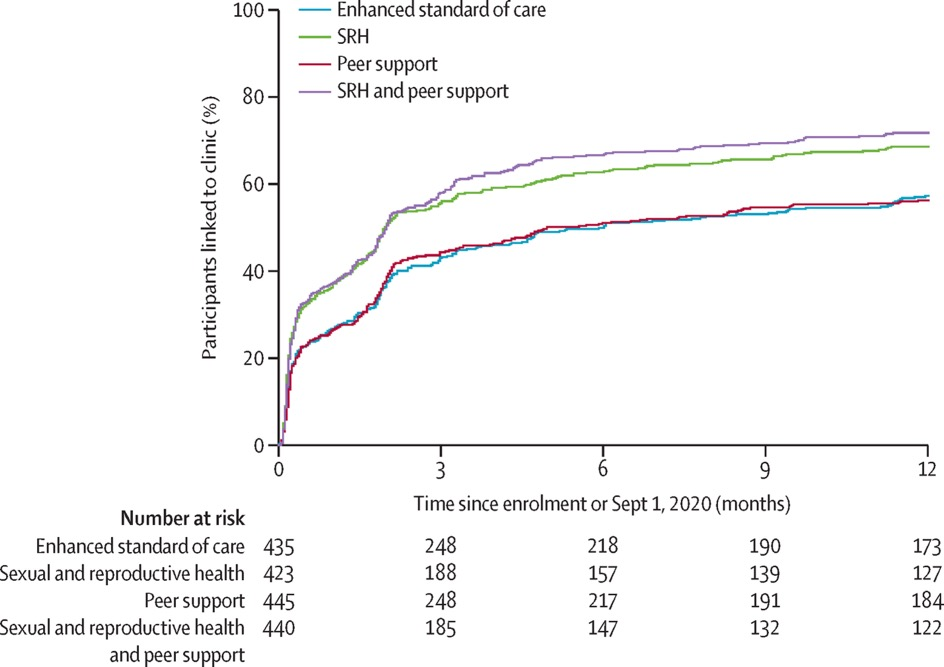 100
80
60
40
20
0
Participants linked to clinic (%)
Enhanced standard of care
SRH
Peer support
SRH and peer support
0 3 6 9 12
Time since enrolment or Sept 1, 2020 (months)
Number at risk
Enhanced standard of care 435 248 218 190 173
Sexual and reproductive health 423 188 157 139 127
Peer support 445 248 217 191 184
Sexual and reproductive health 440 185 147 132 122
and peer support